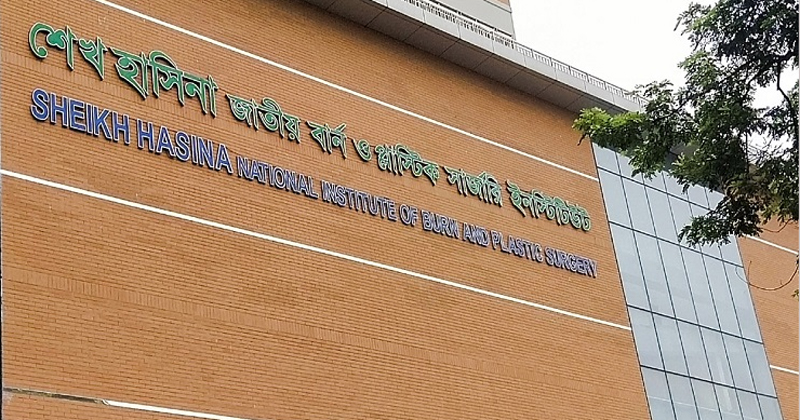 শেখ হাসিনা জাতীয় বার্ন ও প্লাস্টিক সার্জারি ইনস্টিটিউট
SHEIKH HASINA NATIONAL INSTITUTE OF BURN AND PLASTIC SURGERY